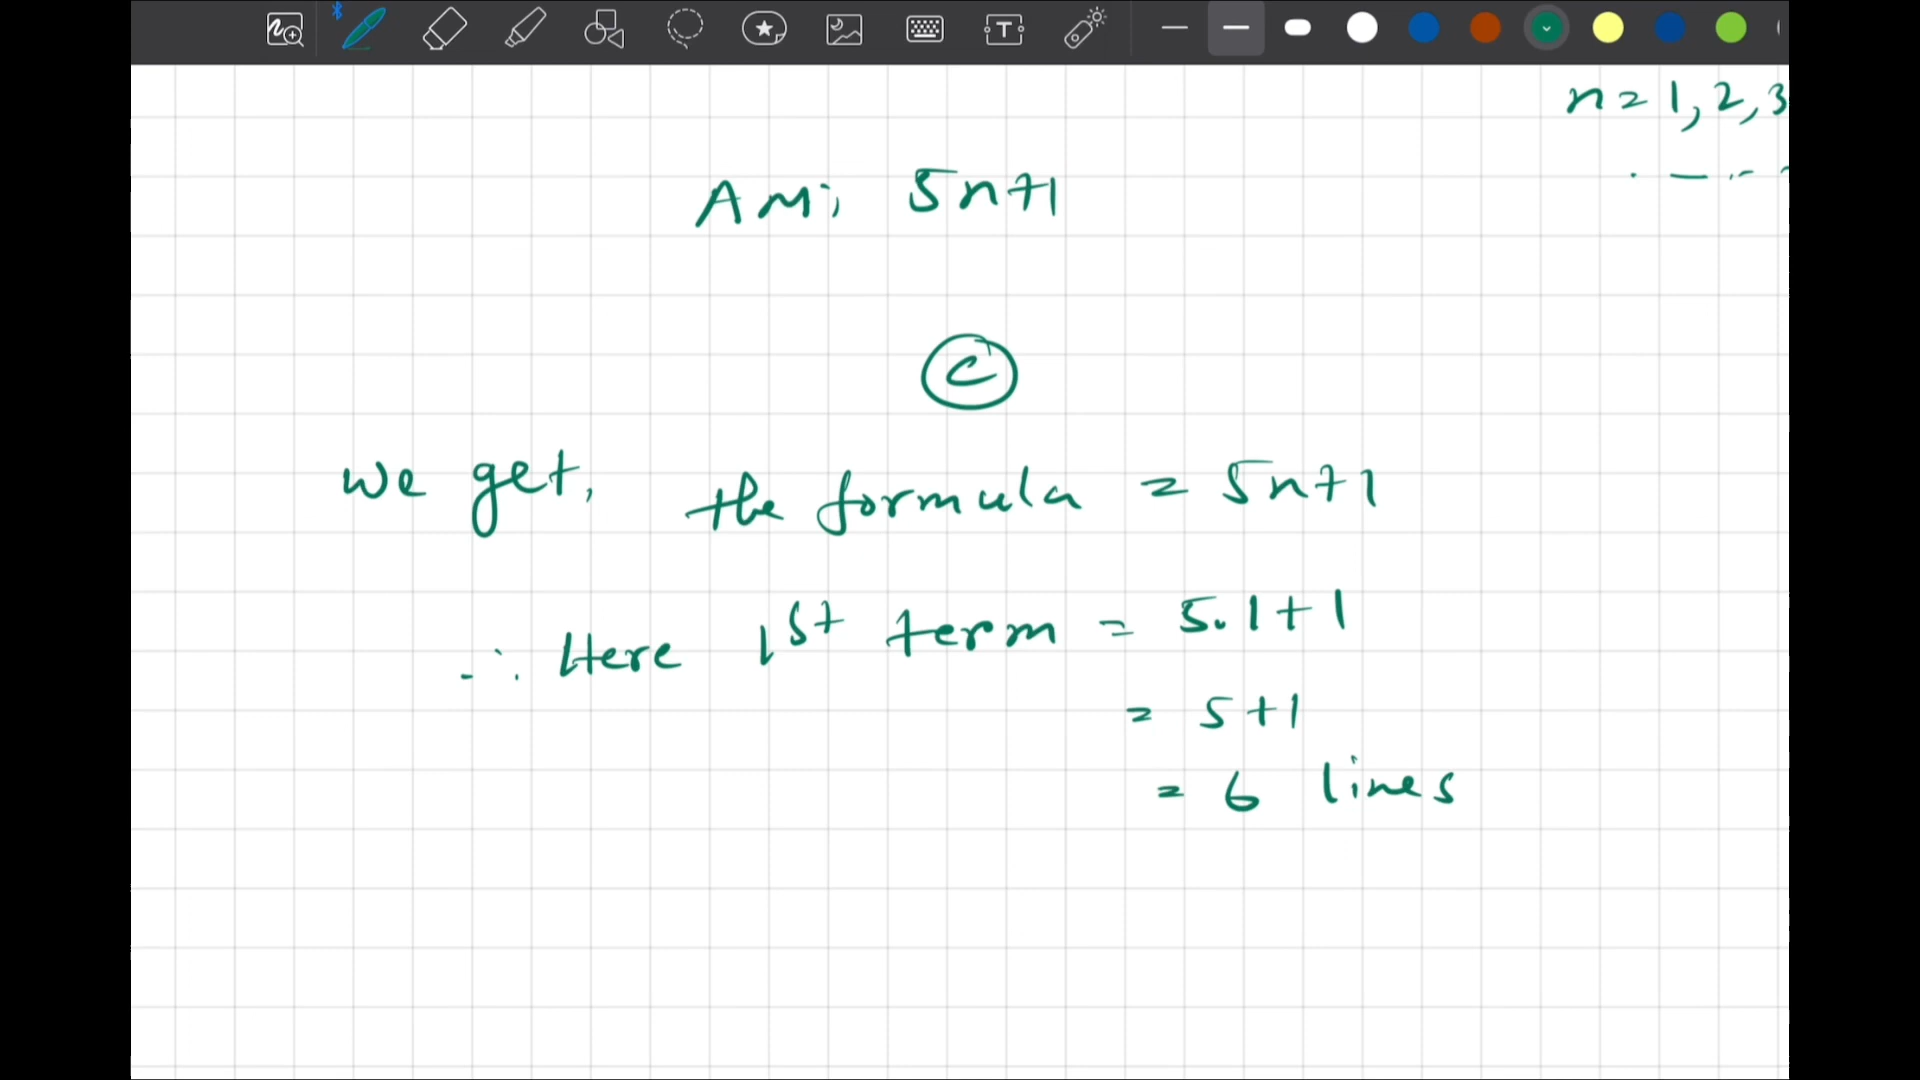 n = 1, 2, 3
Ans: 5n+1
C
We get, the formula = 5n+1
∴ Here 1st term = 5.1+1
= 5+1
= 6 lines